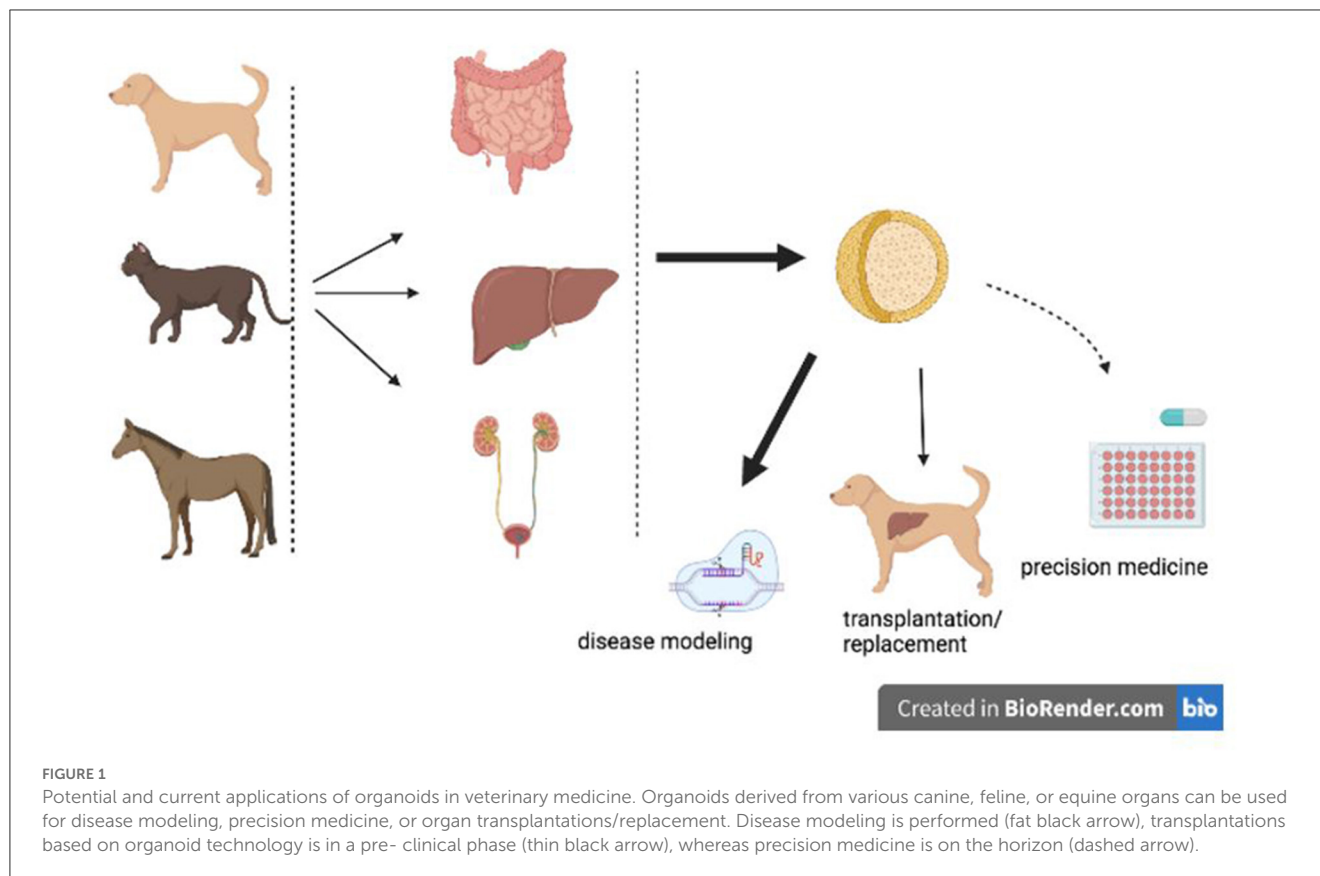 disease modeling
transplantation/
replacement
precision medicine
Created in BioRender.com bio
FIGURE 1
Potential and current applications of organoids in veterinary medicine. Organoids derived from various canine, feline, or equine organs can be used
for disease modeling, precision medicine, or organ transplantations/replacement. Disease modeling is performed (fat black arrow), transplantations
based on organoid technology is in a pre- clinical phase (thin black arrow), whereas precision medicine is on the horizon (dashed arrow).